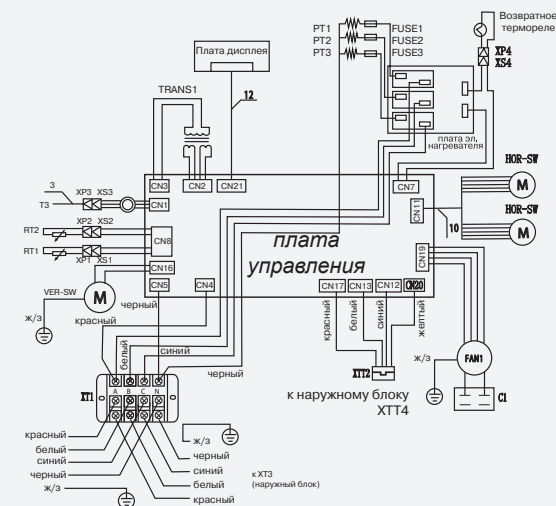 Возвратное
термореле
PT1
FUSE1
PT2
FUSE2
PT3
FUSE3
XP4
XS4
Плата дисплея
TRANS1
12
плата эл.
нагревателя
HOR-SW
M
HOR-SW
M
CN3
CN2
CN21
CN7
3
XP3 XS3
T3
CN1
CN11
10
XP2 XS2
RT2
CN8
RT1
XP1 XS1
плата
управления
CN19
CN16
CN5
CN4
CN17
CN13
CN12
CN20
VER-SW
M
черный
красный
ж/з
красный
белый
синий
желтый
белый
синий
черный
XTT2
ж/з
FAN1
C1
к наружному блоку
XTT4
XT1
A
B
C
N
красный
белый
синий
черный
ж/з
ж/з
черный
синий
белый
красный
к XT3
(наружный блок)